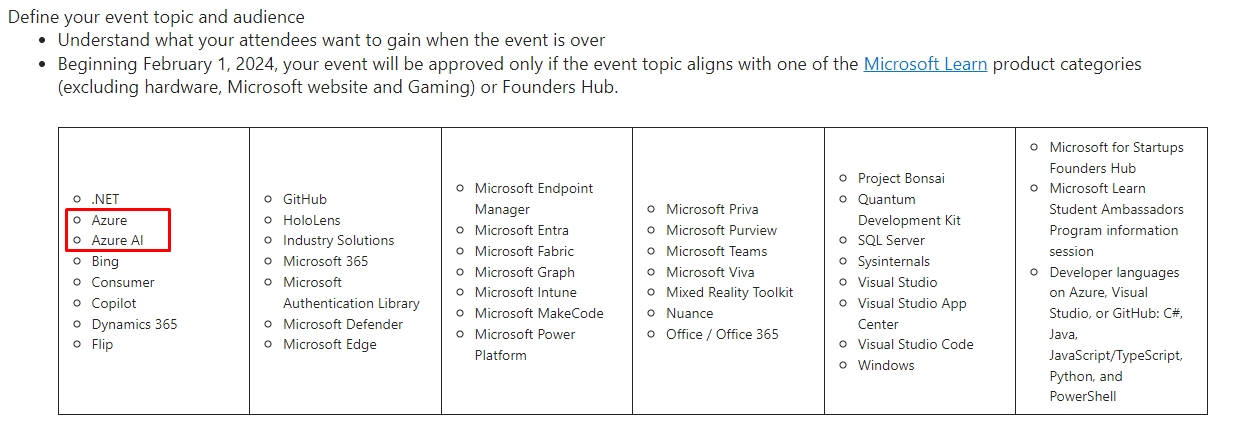 Define your event topic and audience
Understand what your attendees want to gain when the event is over
Beginning February 1, 2024, your event will be approved only if the event topic aligns with one of the Microsoft Learn product categories
(excluding hardware, Microsoft website and Gaming) or Founders Hub.
.NET
Azure
Azure AI
Bing
Consumer
Copilot
Dynamics 365
Flip
GitHub
HoloLens
Industry Solutions
Microsoft 365
Microsoft
Authentication Library
Microsoft Defender
Microsoft Edge
Microsoft Endpoint
Manager
Microsoft Entra
Microsoft Fabric
Microsoft Graph
Microsoft Intune
Microsoft MakeCode
Microsoft Power
Platform
Microsoft Priva
Microsoft Purview
Microsoft Teams
Microsoft Viva
Mixed Reality Toolkit
Nuance
Office / Office 365
Project Bonsai
Quantum
Development Kit
SQL Server
Sysinternals
Visual Studio
Visual Studio App
Center
Visual Studio Code
Windows
Microsoft for Startups
Founders Hub
Microsoft Learn
Student Ambassadors
Program information
session
Developer languages
on Azure, Visual
Studio, or GitHub: C#,
Java,
JavaScript/TypeScript,
Python, and
PowerShell